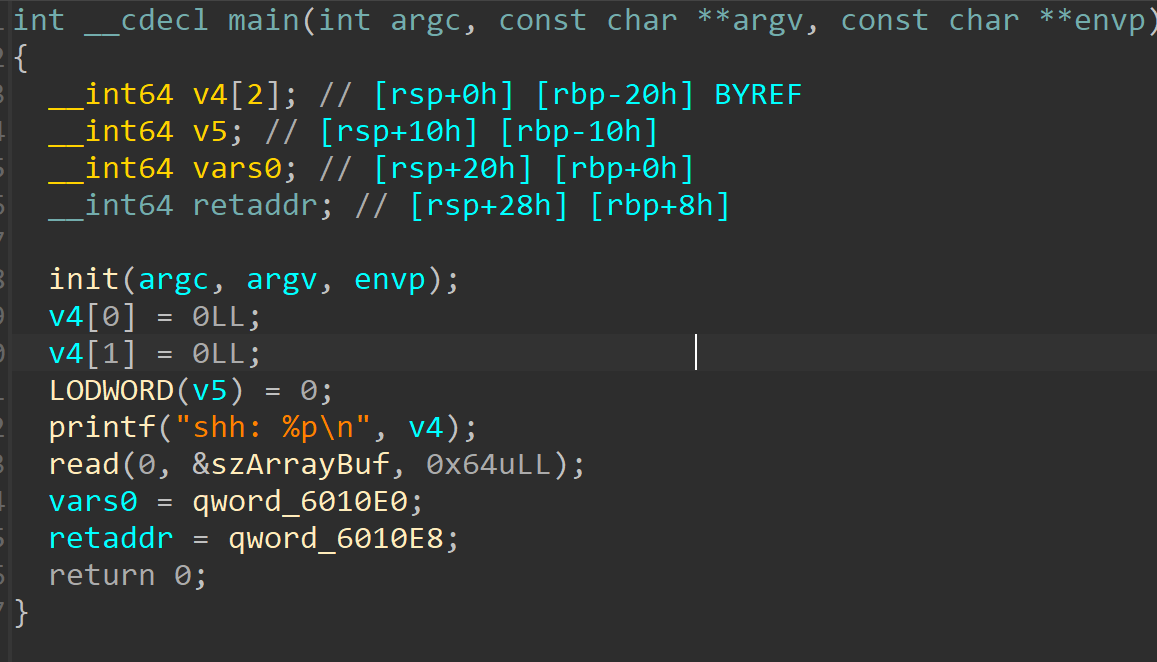 int __cdecl main(int argc, const char **argv, const char **envp)
{
  __int64 v4[2]; // [rsp+0h] [rbp-20h] BYREF
  __int64 v5; // [rsp+10h] [rbp-10h]
  __int64 vars0; // [rsp+20h] [rbp+0h]
  __int64 retaddr; // [rsp+28h] [rbp+8h]

  init(argc, argv, envp);
  v4[0] = 0LL;
  v4[1] = 0LL;
  LODWORD(v5) = 0;
  printf("shh: %p\n", v4);
  read(0, &szArrayBuf, 0x64uLL);
  vars0 = qword_6010E0;
  retaddr = qword_6010E8;
  return 0;
}